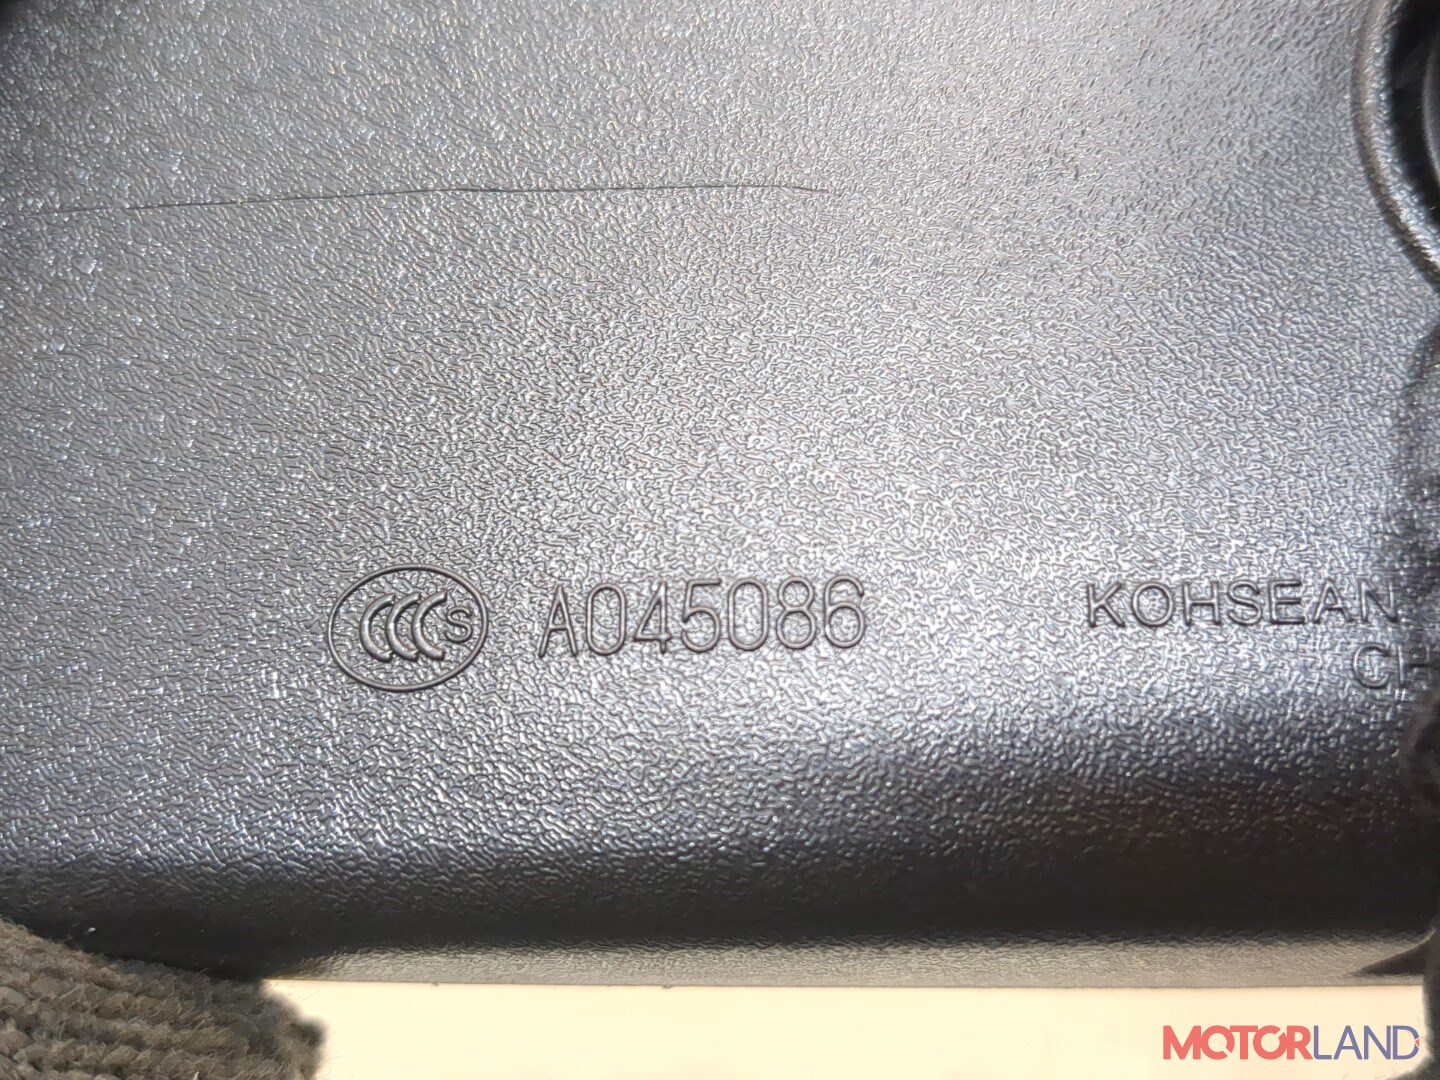 CCCS A045086 KOHSEAN
MOTORLAND